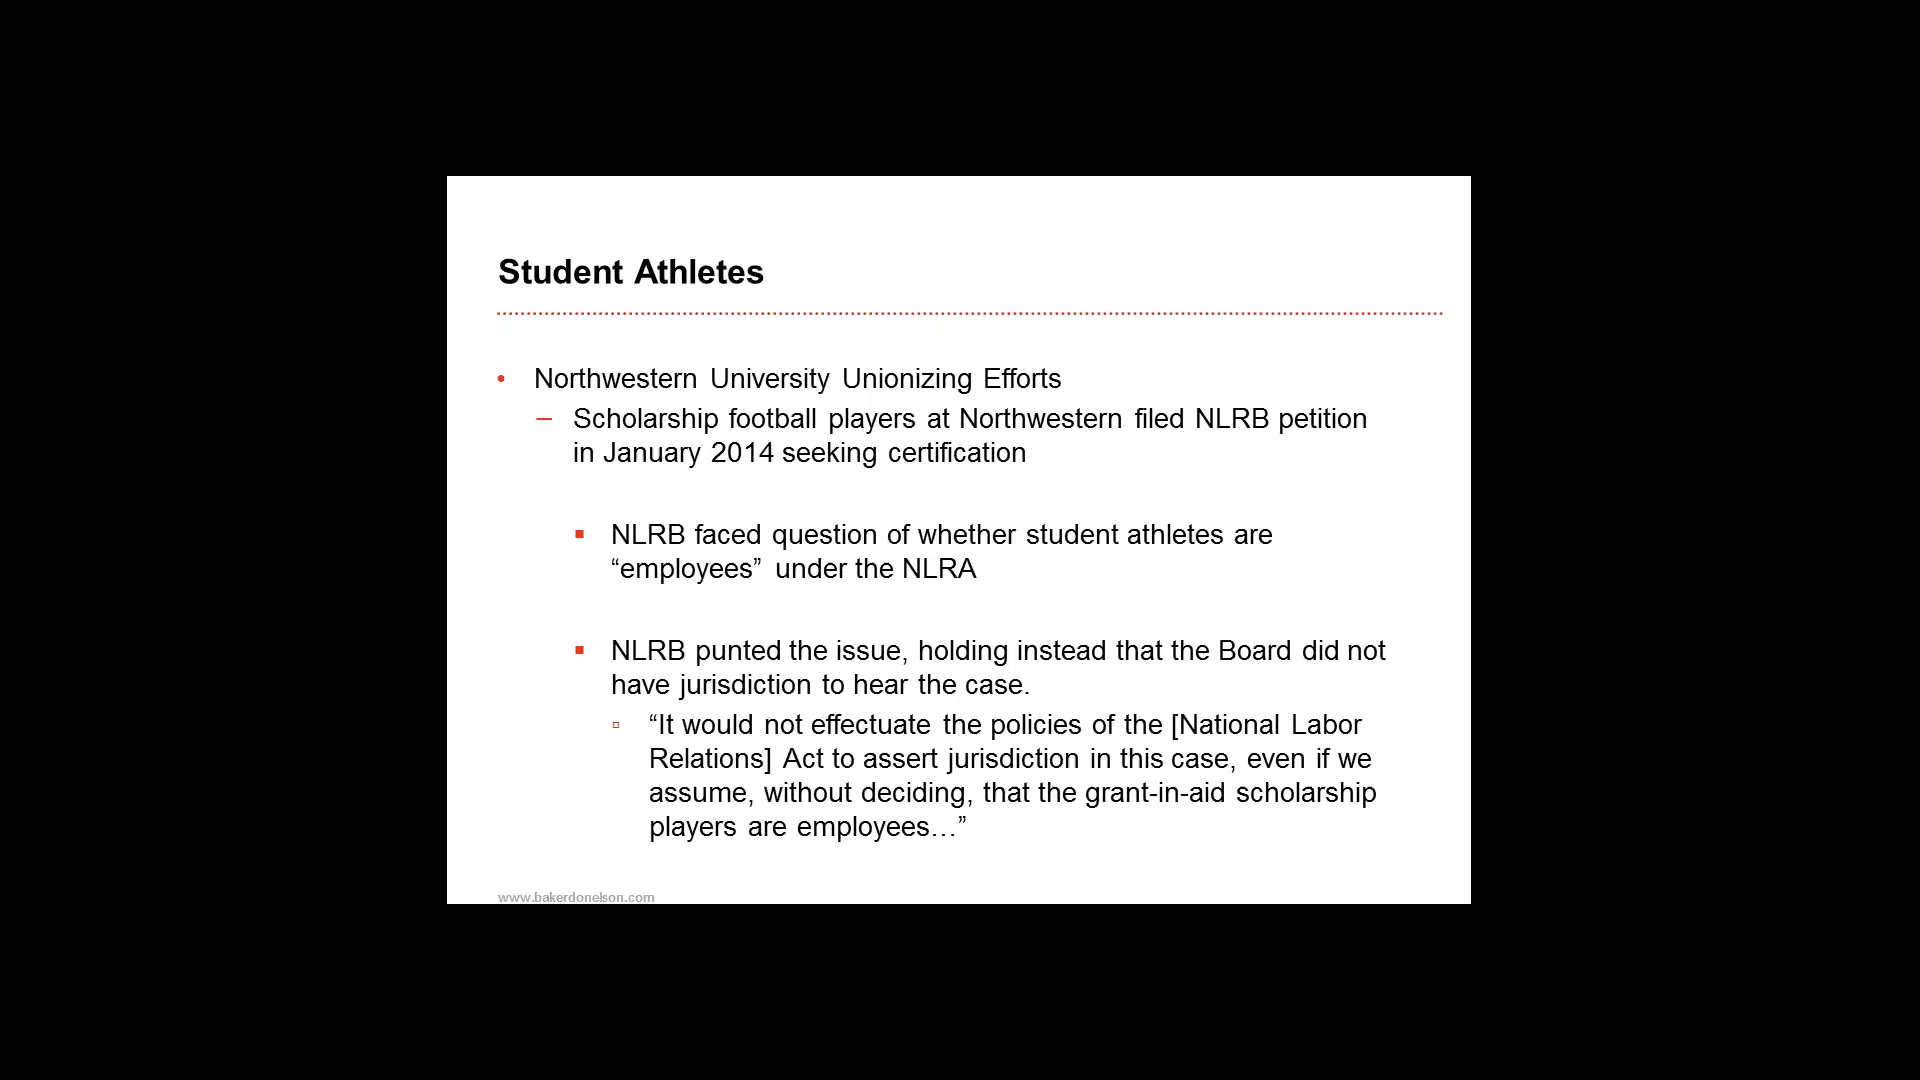 Student Athletes
• Northwestern University Unionizing Efforts
– Scholarship football players at Northwestern filed NLRB petition
in January 2014 seeking certification
▪ NLRB faced question of whether student athletes are
“employees” under the NLRA
▪ NLRB punted the issue, holding instead that the Board did not
have jurisdiction to hear the case.
▫ “It would not effectuate the policies of the [National Labor
Relations] Act to assert jurisdiction in this case, even if we
assume, without deciding, that the grant-in-aid scholarship
players are employees…”
www.bakerdonelson.com